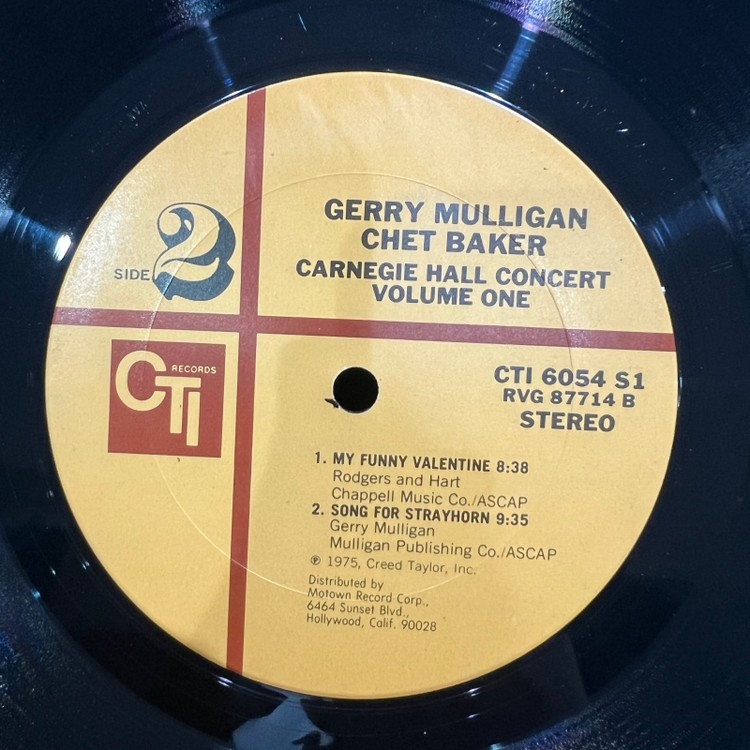 GERRY MULLIGAN
CHET BAKER
CARNEGIE HALL CONCERT
VOLUME ONE
SIDE 2
CTI RECORDS
CTI 6054 S1
RVG 87714 B
STEREO
1. MY FUNNY VALENTINE 8:38
Rodgers and Hart
Chappell Music Co./ASCAP
2. SONG FOR STRAYHORN 9:35
Gerry Mulligan
Mulligan Publishing Co./ASCAP
℗ 1975, Creed Taylor, Inc.
Distributed by
Motown Record Corp.,
6464 Sunset Blvd.,
Hollywood, Calif. 90028